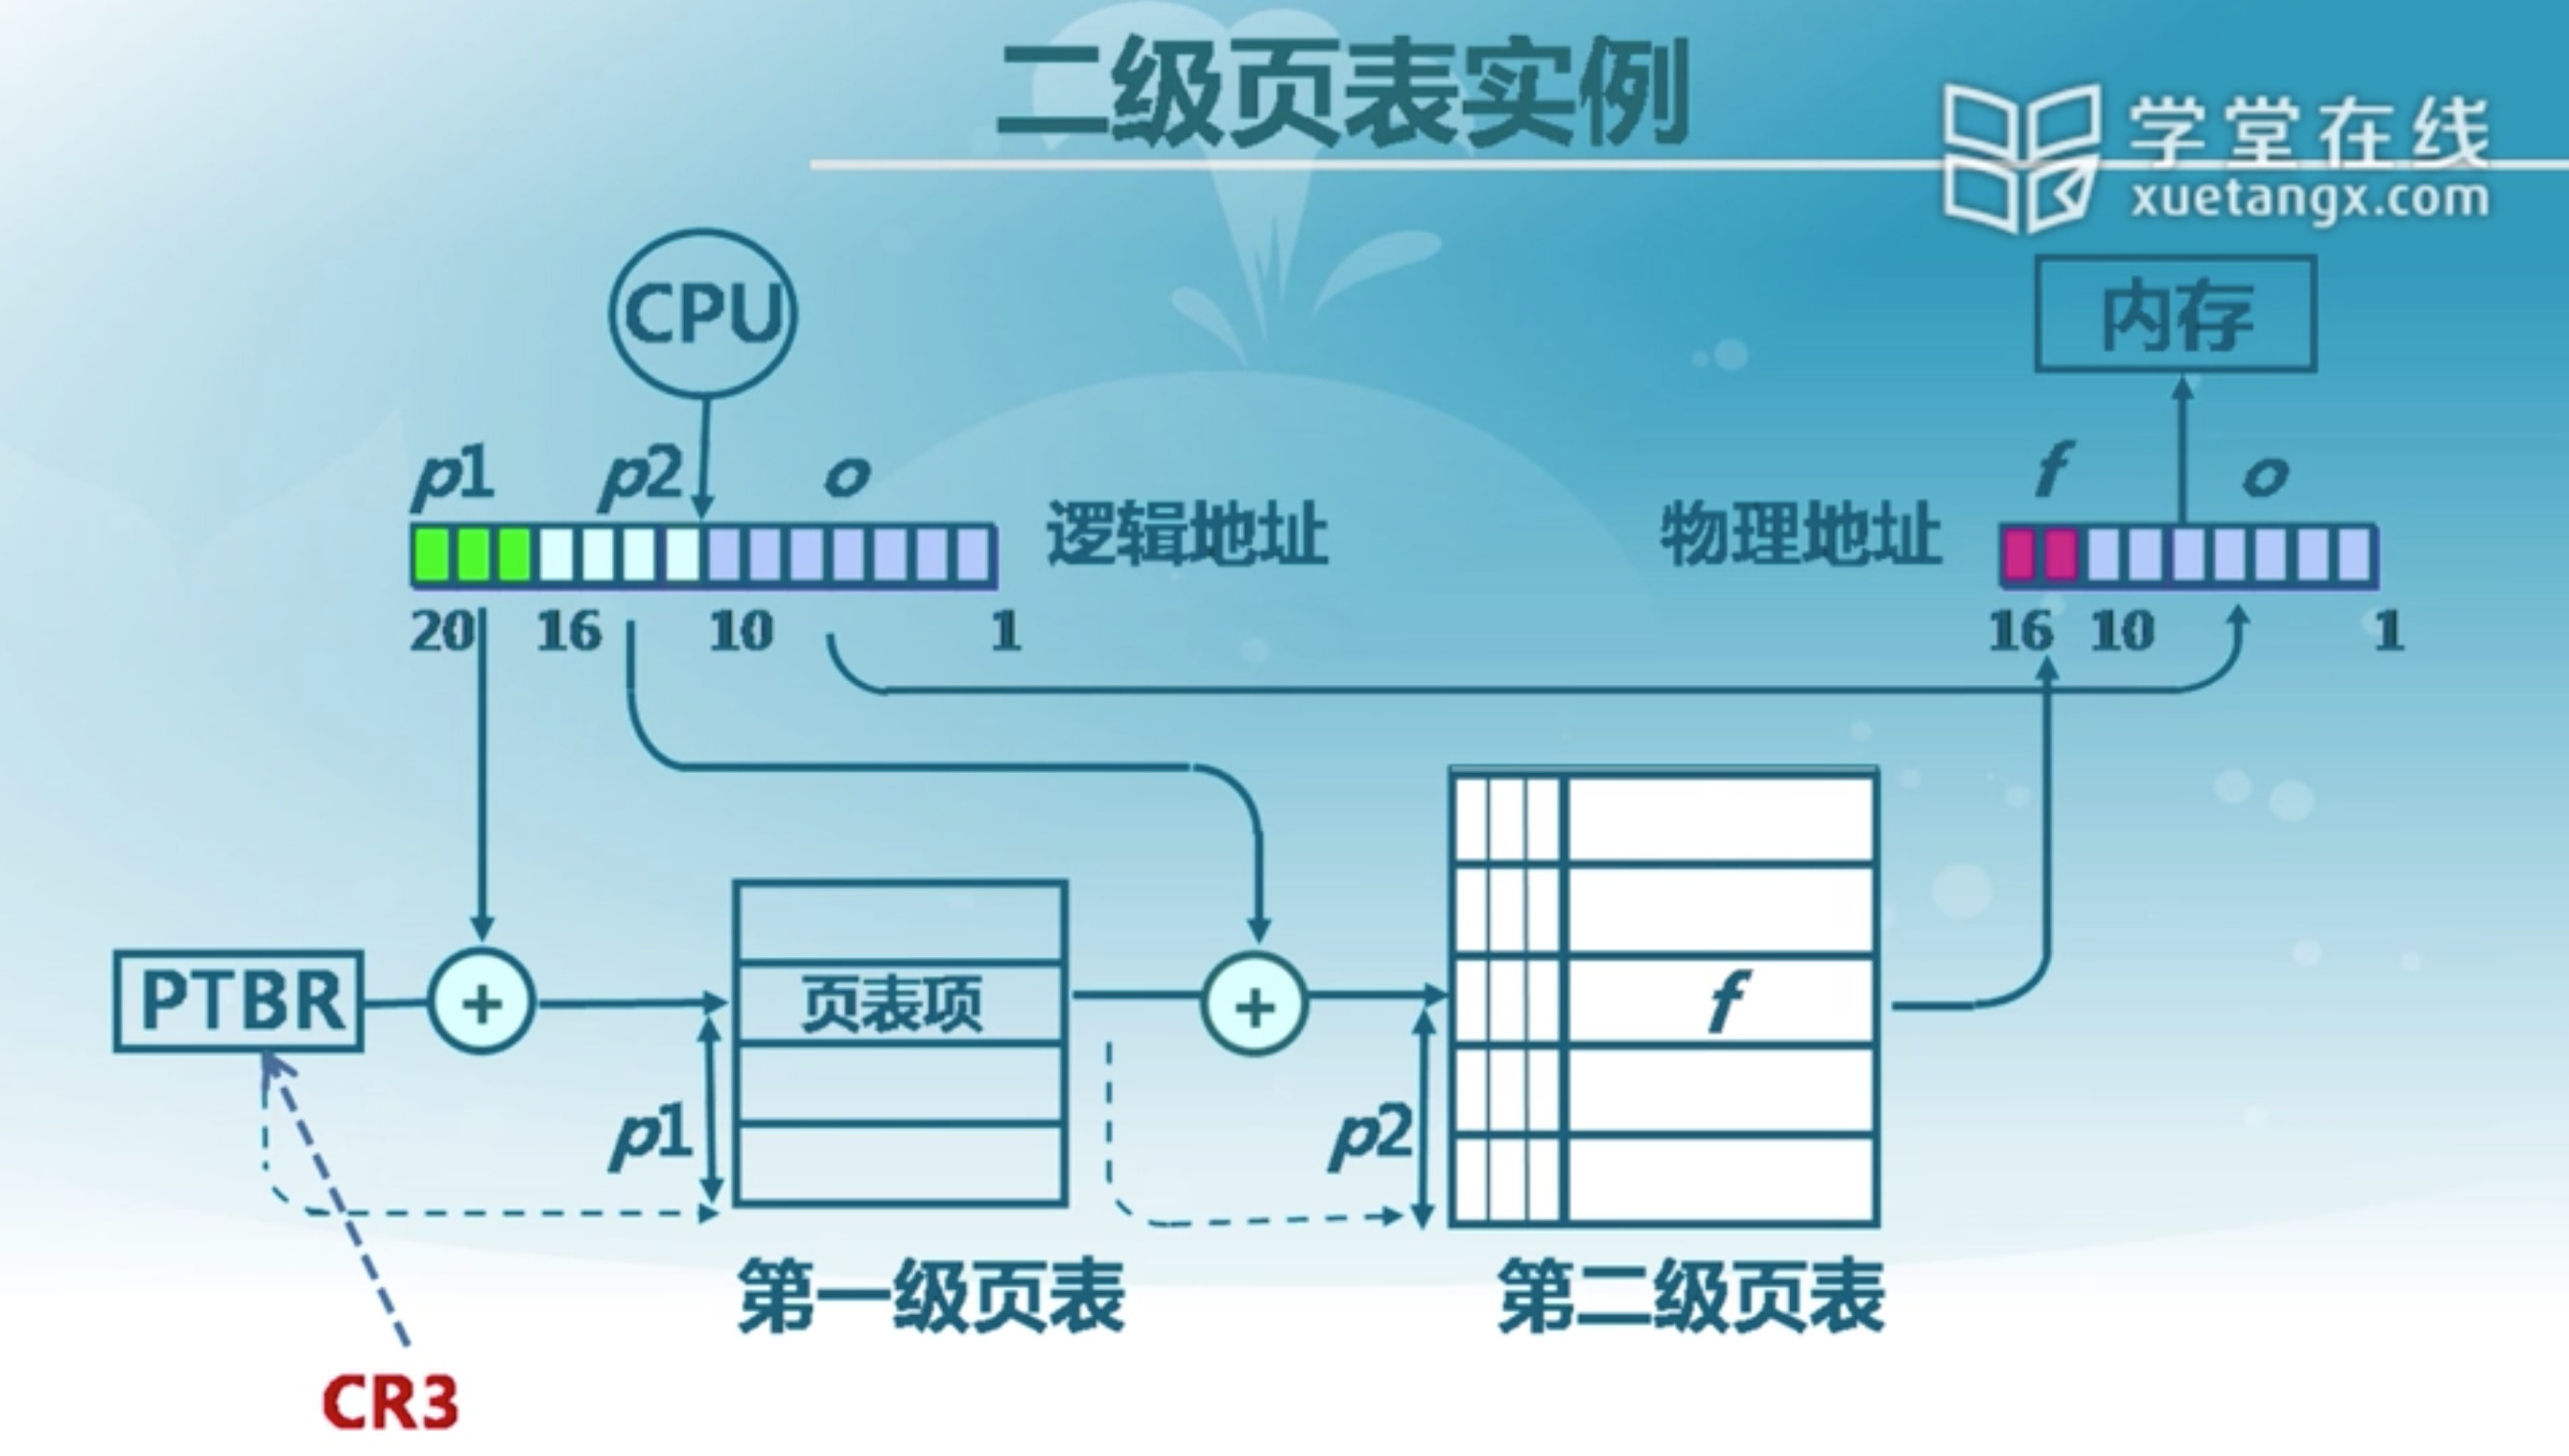 二级页表实例
学堂在线
xuetangx.com
CPU
内存
p1 p2 o
逻辑地址
物理地址
f o
20 16 10 1
16 10 1
PTBR
+
页表项
+
f
p1
p2
第一级页表
第二级页表
CR3